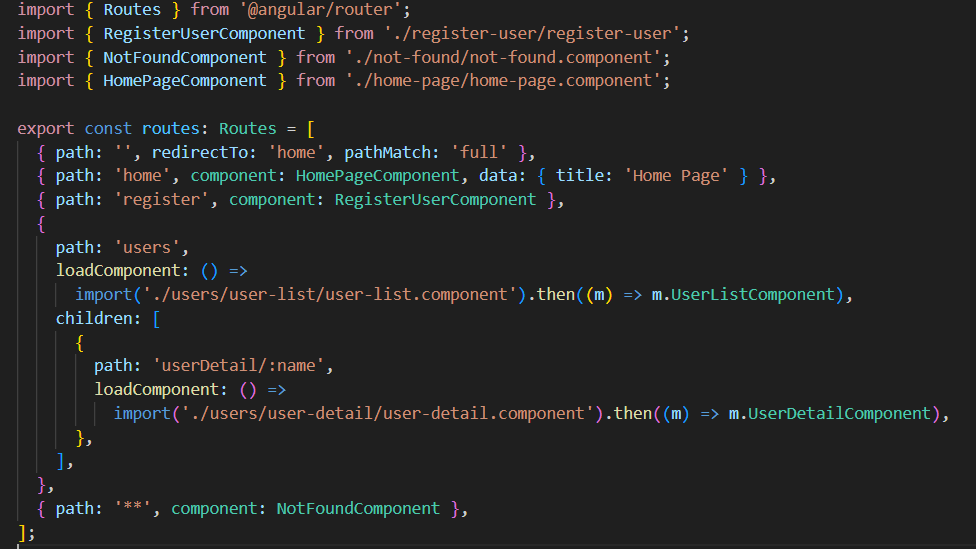 import { Routes } from '@angular/router';
import { RegisterUserComponent } from './register-user/register-user';
import { NotFoundComponent } from './not-found/not-found.component';
import { HomePageComponent } from './home-page/home-page.component';

export const routes: Routes = [
  { path: '', redirectTo: 'home', pathMatch: 'full' },
  { path: 'home', component: HomePageComponent, data: { title: 'Home Page' } },
  { path: 'register', component: RegisterUserComponent },
  {
    path: 'users',
    loadComponent: () =>
      import('./users/user-list/user-list.component').then((m) => m.UserListComponent),
    children: [
      {
        path: 'userDetail/:name',
        loadComponent: () =>
          import('./users/user-detail/user-detail.component').then((m) => m.UserDetailComponent),
      },
    ],
  },
  { path: '**', component: NotFoundComponent },
];